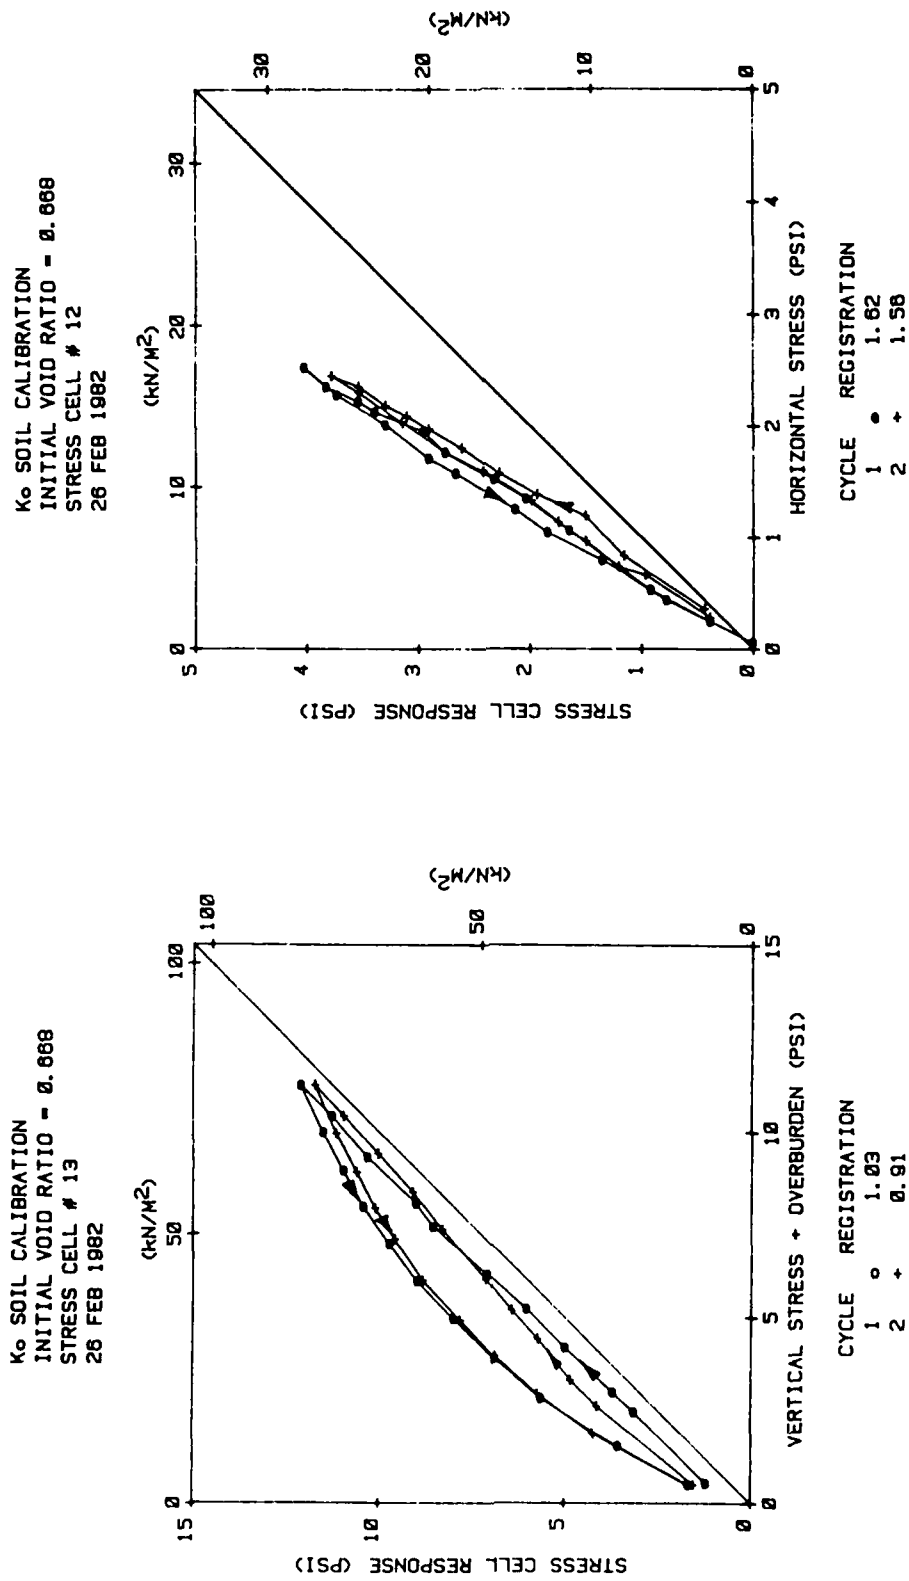 K₀ SOIL CALIBRATION
INITIAL VOID RATIO = 0.668
STRESS CELL # 13
26 FEB 1982
(kN/M²)
0 50 100
15
10
5
0
STRESS CELL RESPONSE (PSI)
100
50
0
(kN/M²)
0 5 10 15
VERTICAL STRESS + OVERBURDEN (PSI)
CYCLE REGISTRATION
1 o 1.03
2 + 0.91
K₀ SOIL CALIBRATION
INITIAL VOID RATIO = 0.668
STRESS CELL # 12
26 FEB 1982
(kN/M²)
0 10 20 30
5
4
3
2
1
0
STRESS CELL RESPONSE (PSI)
30
20
10
0
(kN/M²)
0 1 2 3 4 5
HORIZONTAL STRESS (PSI)
CYCLE REGISTRATION
1 ● 1.62
2 + 1.58